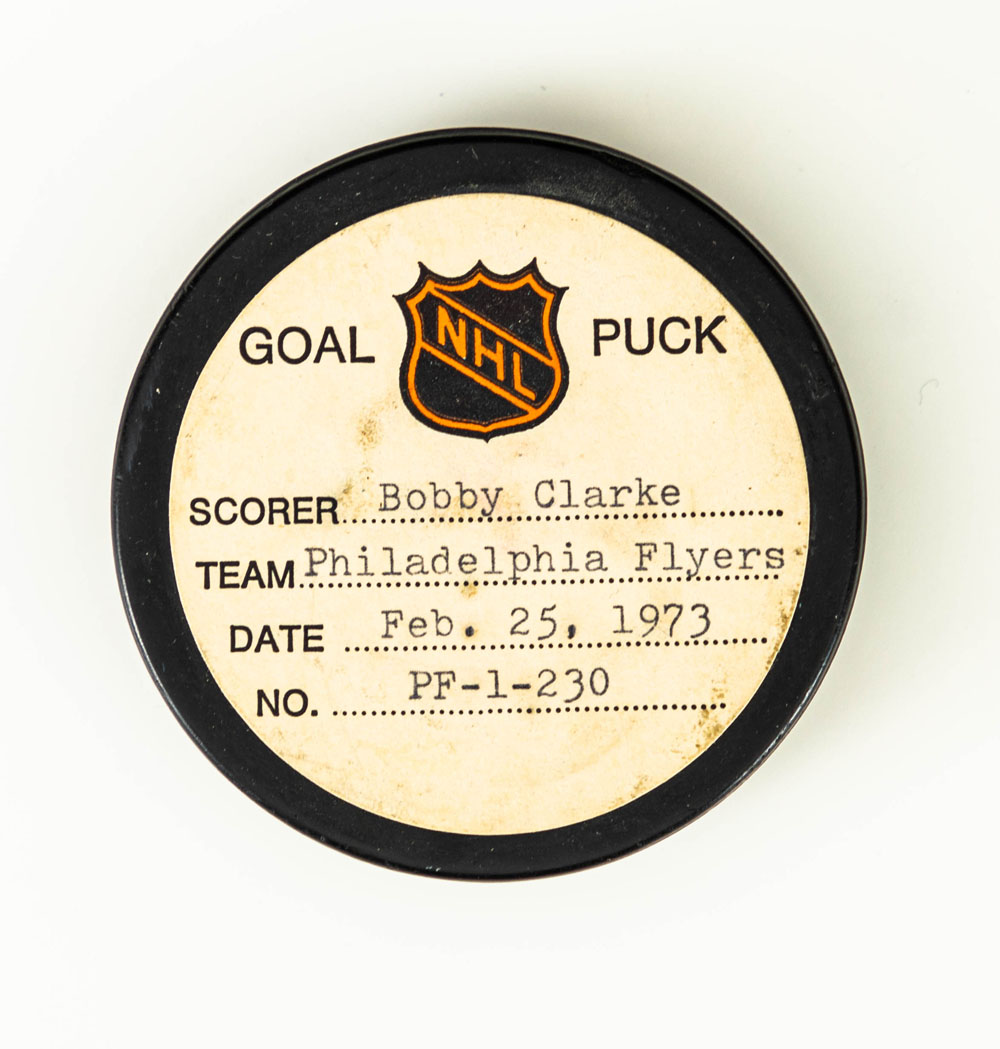 GOAL NHL PUCK
SCORER Bobby Clarke
TEAM Philadelphia Flyers
DATE Feb. 25, 1973
NO. PF-1-230